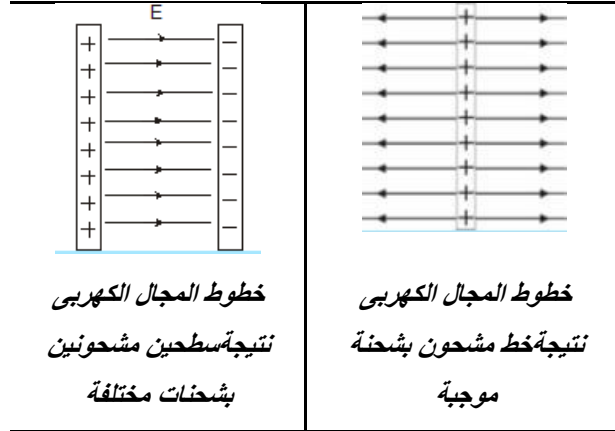 E
+ + + + + + + +
− − − − − − − −
+ + + + + + + + +
خطوط المجال الكهربى
نتيجةخط مشحون بشحنة
موجبة
خطوط المجال الكهربى
نتيجةسطحين مشحونين
بشحنات مختلفة